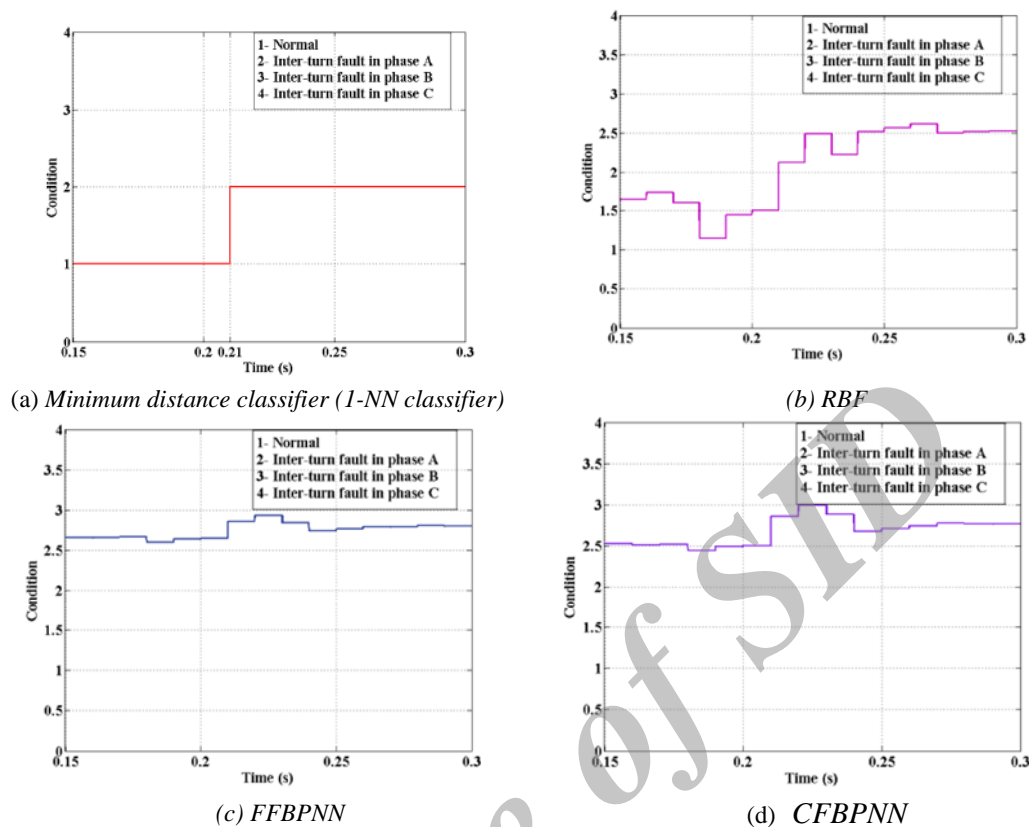 4
3
2
1
0
1- Normal
2- Inter-turn fault in phase A
3- Inter-turn fault in phase B
4- Inter-turn fault in phase C
Condition
0.15 0.2 0.21 0.25 0.3
Time (s)
(a) Minimum distance classifier (1-NN classifier)
4
3.5
3
2.5
2
1.5
1
0.5
0
1- Normal
2- Inter-turn fault in phase A
3- Inter-turn fault in phase B
4- Inter-turn fault in phase C
Condition
0.15 0.2 0.25 0.3
Time (s)
(b) RBF
4
3.5
3
2.5
2
1.5
1
0.5
0
1- Normal
2- Inter-turn fault in phase A
3- Inter-turn fault in phase B
4- Inter-turn fault in phase C
Condition
0.15 0.2 0.25 0.3
Time (s)
(c) FFBPNN
4
3.5
3
2.5
2
1.5
1
0.5
0
1- Normal
2- Inter-turn fault in phase A
3- Inter-turn fault in phase B
4- Inter-turn fault in phase C
Condition
0.15 0.2 0.25 0.3
Time (s)
(d) CFBPNN
of SID